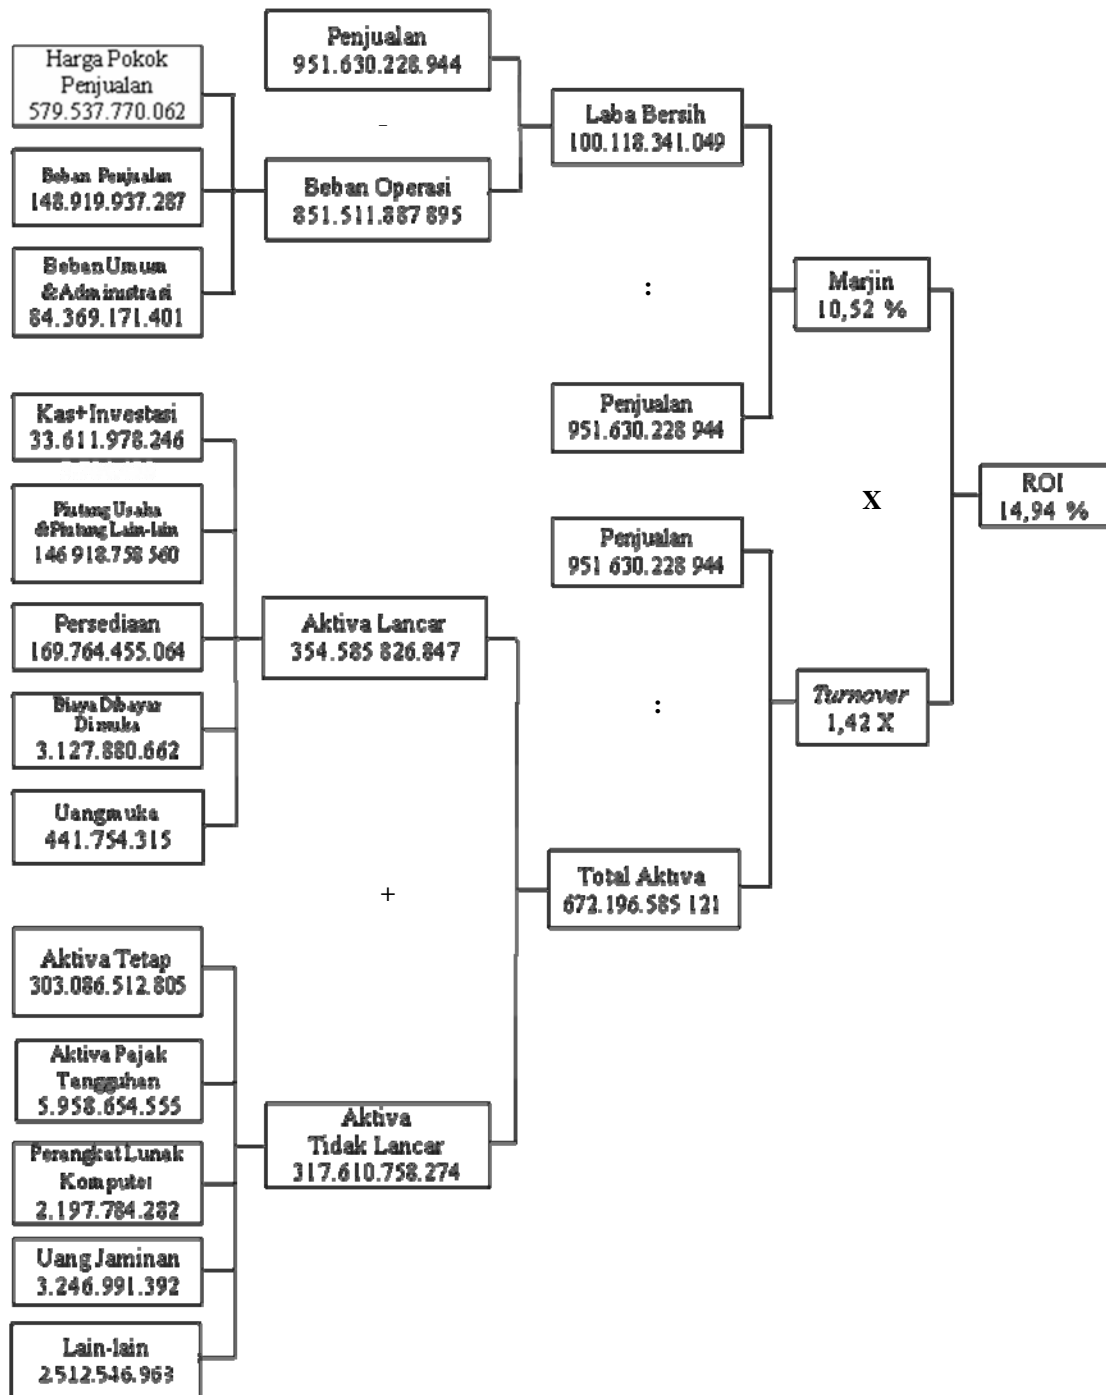 Penjualan
951.630.228.944
Harga Pokok
Penjualan
579.537.770.062
-
Laba Bersih
100.118.341.049
Beban Penjualan
148.919.937.287
Beban Operasi
851.511.887 895
Beban Umum
&Administrasi
84.369.171.401
:
Marjin
10,52 %
Penjualan
951.630.228 944
Kas+Investasi
33.611.978.246
X
ROI
14,94 %
Piutang Usaha
&Piutang Lain-lain
146 918.758 560
Penjualan
951 630.228 944
Persediaan
169.764.455.064
Aktiva Lancar
354.585 826.847
Biaya Dibayar
Dimuka
3.127.880.662
:
Turnover
1,42 X
Uangmuka
441.754.315
+
Total Aktiva
672.196.585 121
Aktiva Tetap
303.086.512.805
Aktiva Pajak
Tangguhan
5.958.654.555
Aktiva
Tidak Lancar
317.610.758.274
Perangkat Lunak
Komputer
2.197.784.282
Uang Jaminan
3.246.991.392
Lain-lain
2.512.546.963